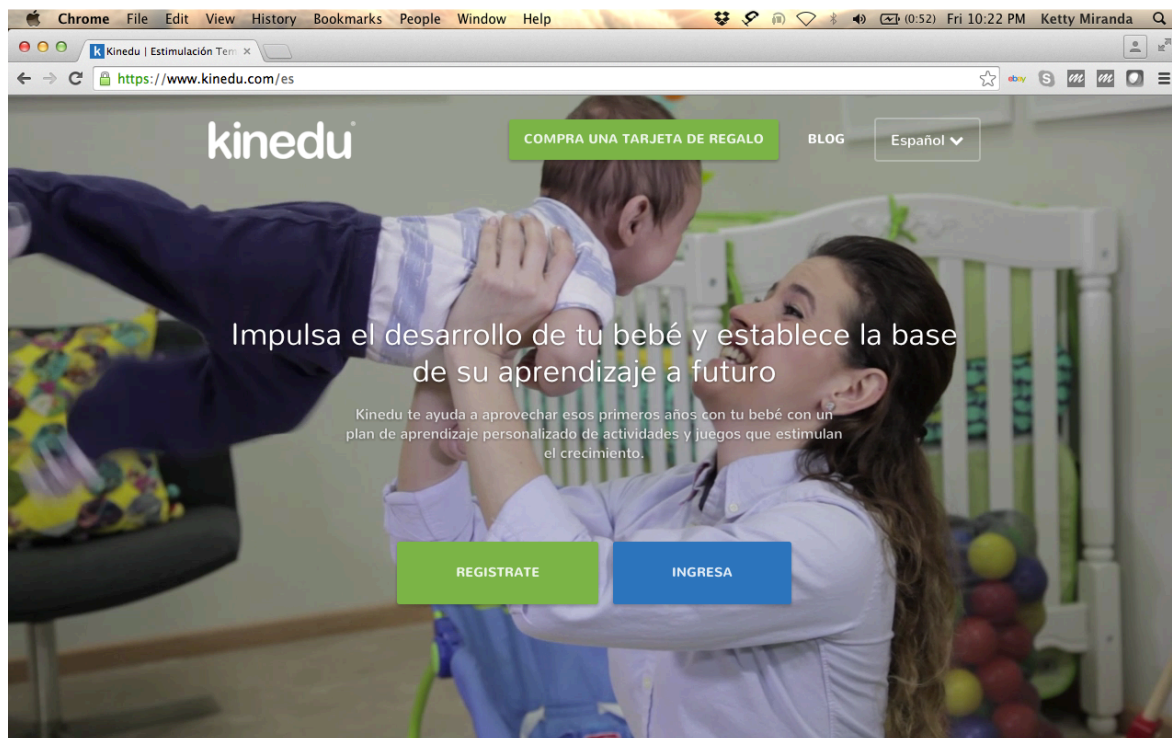 Chrome File Edit View History Bookmarks People Window Help (0:52) Fri 10:22 PM Ketty Miranda
k Kinedu | Estimulación Tem ×
https://www.kinedu.com/es ebay S m m
kinedu
COMPRA UNA TARJETA DE REGALO BLOG Español
Impulsa el desarrollo de tu bebé y establece la base
de su aprendizaje a futuro
Kinedu te ayuda a aprovechar esos primeros años con tu bebé con un
plan de aprendizaje personalizado de actividades y juegos que estimulan
el crecimiento.
REGISTRATE INGRESA